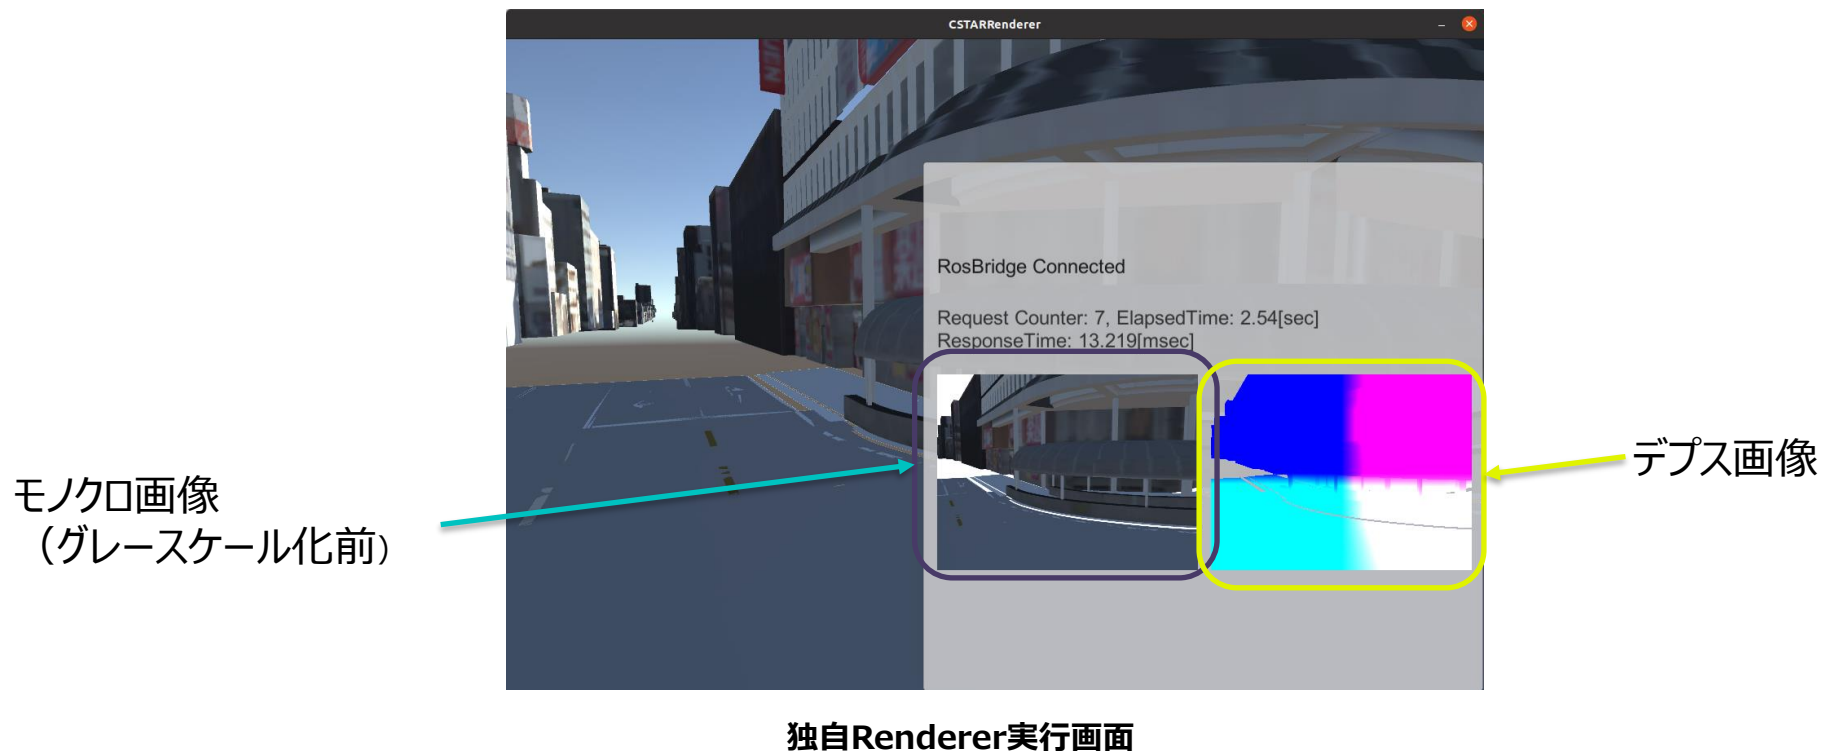 CSTARRenderer
RosBridge Connected
Request Counter: 7, ElapsedTime: 2.54[sec]
ResponseTime: 13.219[msec]
モノクロ画像
（グレースケール化前）
デプス画像
独自Renderer実行画面